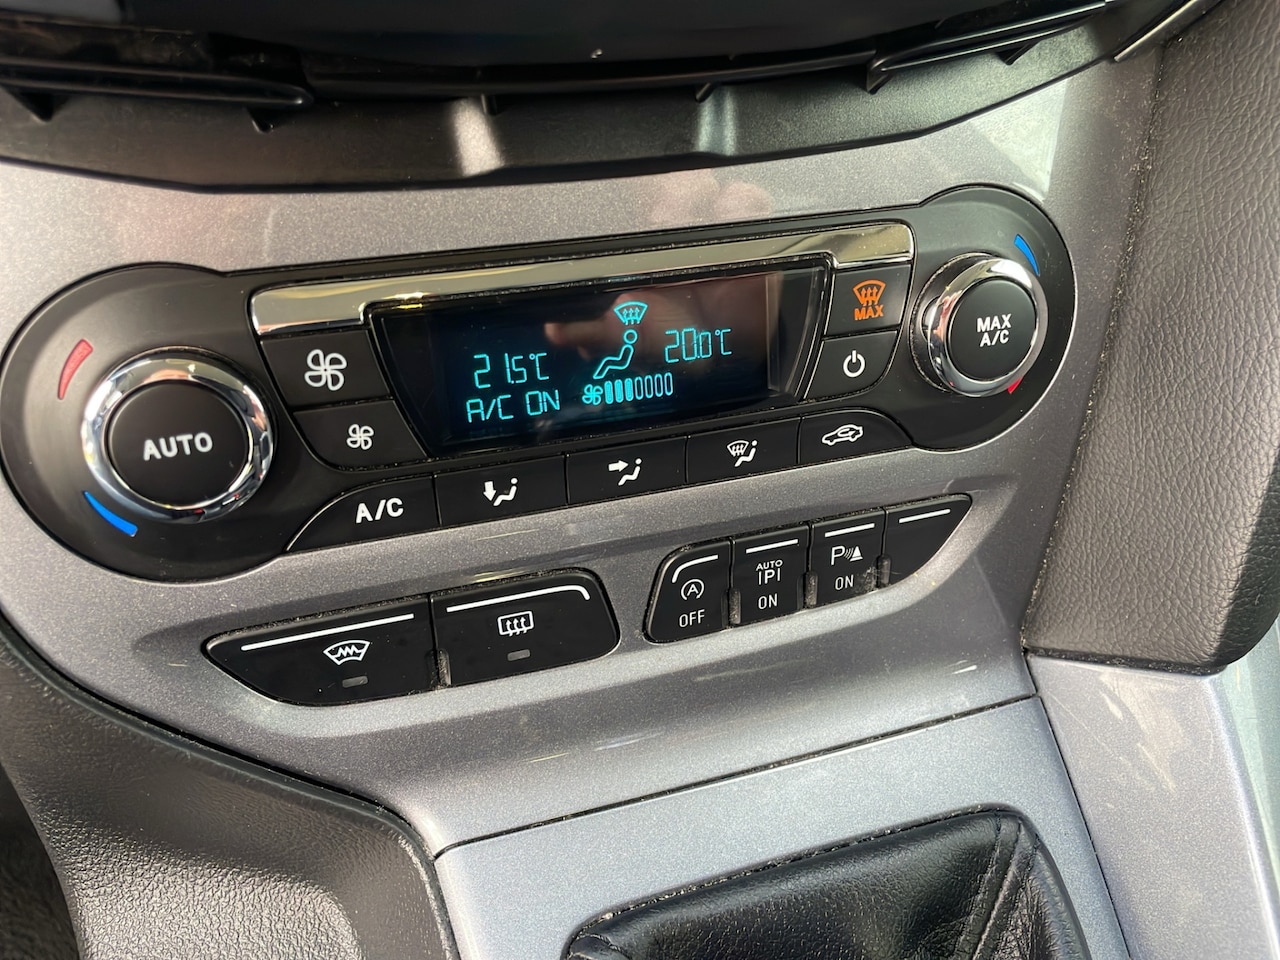 MAX
21.5°C
20.0°C
A/C ON
AUTO
MAX
A/C
A/C
A
OFF
AUTO
P
ON
P
ON